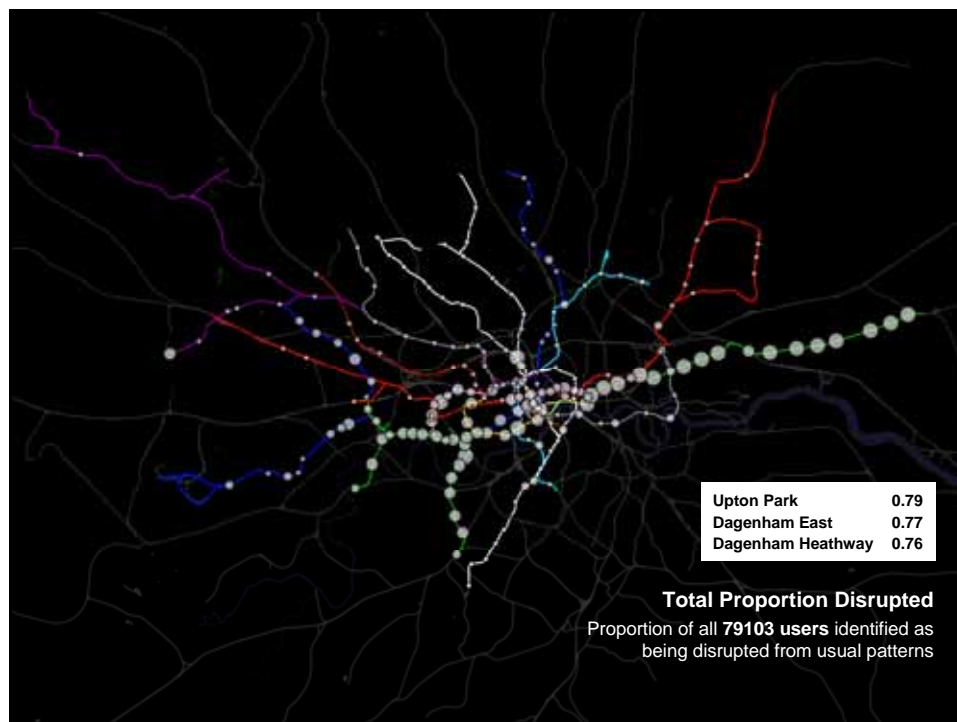 Upton Park 0.79
Dagenham East 0.77
Dagenham Heathway 0.76
Total Proportion Disrupted
Proportion of all 79103 users identified as
being disrupted from usual patterns